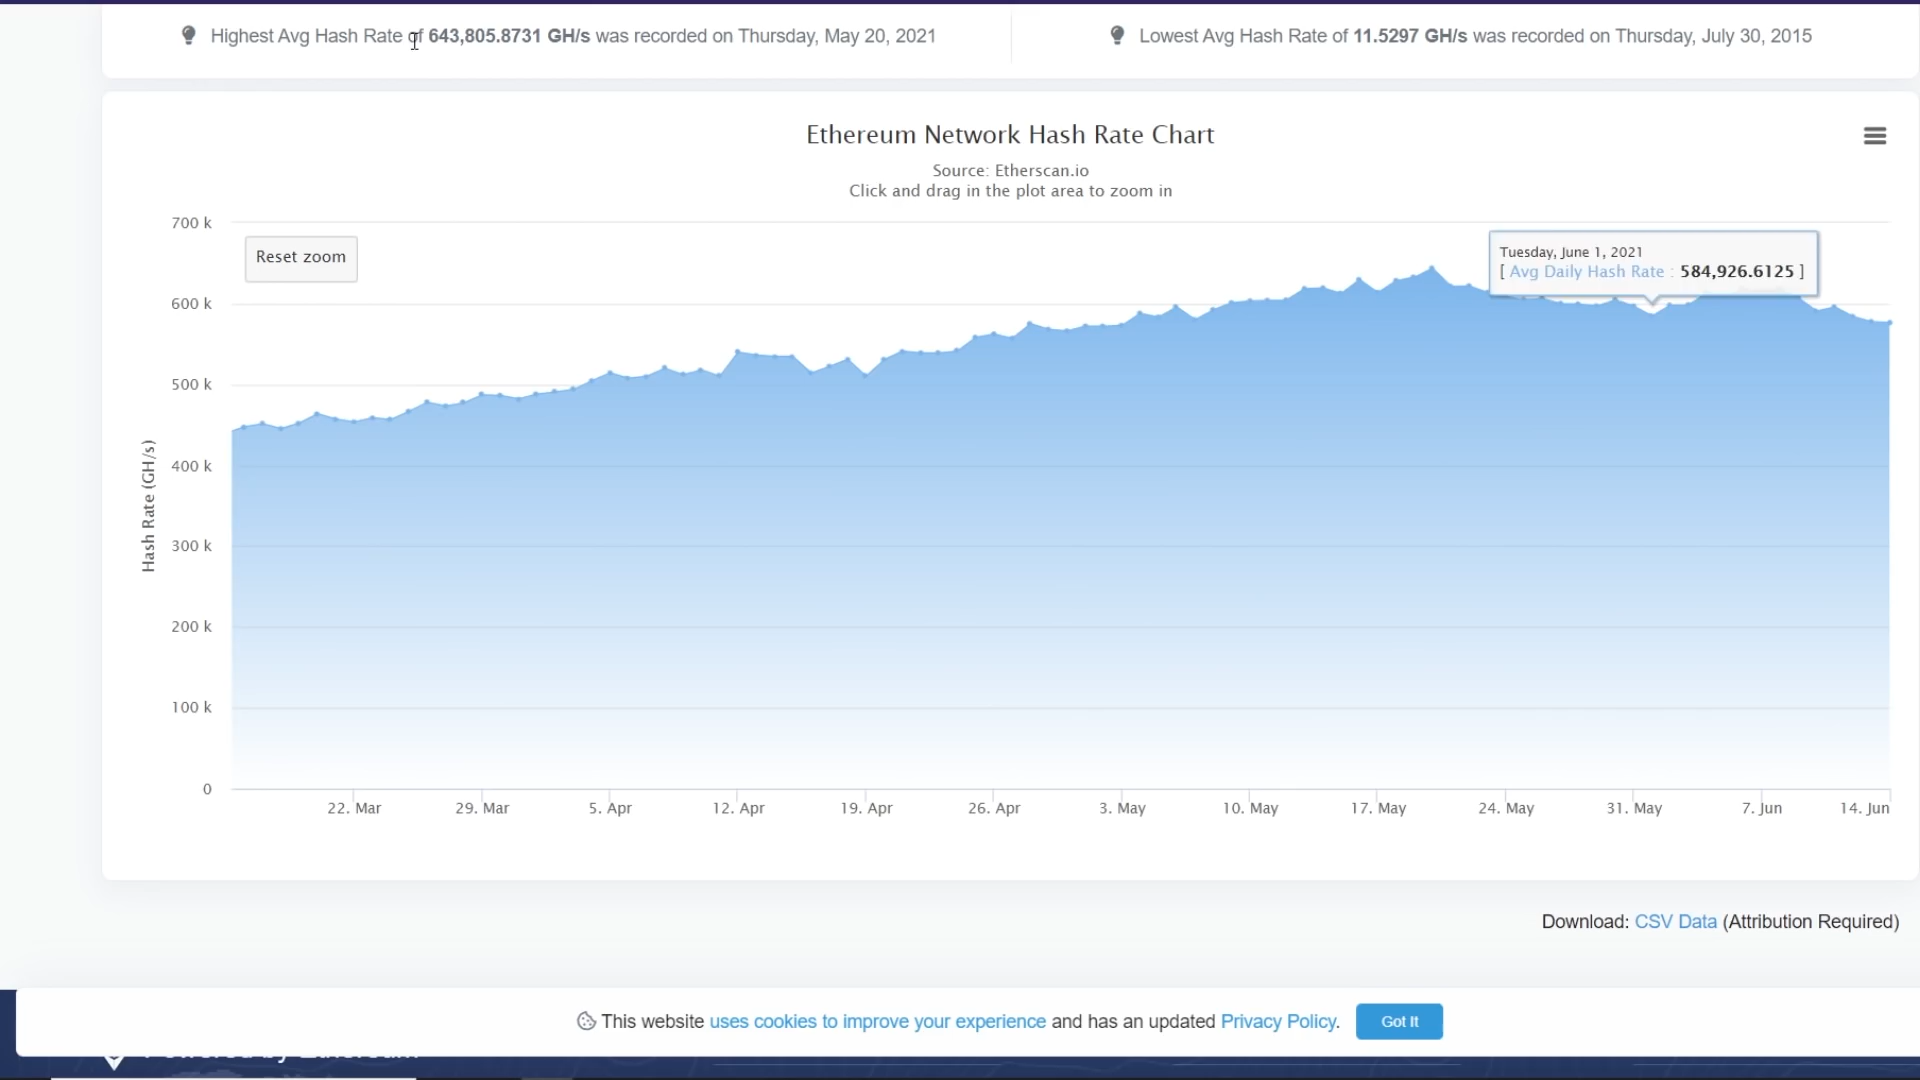 Highest Avg Hash Rate of 643,805.8731 GH/s was recorded on Thursday, May 20, 2021
Lowest Avg Hash Rate of 11.5297 GH/s was recorded on Thursday, July 30, 2015
Ethereum Network Hash Rate Chart
Source: Etherscan.io
Click and drag in the plot area to zoom in
Reset zoom
Tuesday, June 1, 2021
[ Avg Daily Hash Rate : 584,926.6125 ]
Hash Rate (GH/s)
700 k
600 k
500 k
400 k
300 k
200 k
100 k
0
22. Mar
29. Mar
5. Apr
12. Apr
19. Apr
26. Apr
3. May
10. May
17. May
24. May
31. May
7. Jun
14. Jun
Download: CSV Data (Attribution Required)
This website uses cookies to improve your experience and has an updated Privacy Policy.
Got It
Powered by Ethereum